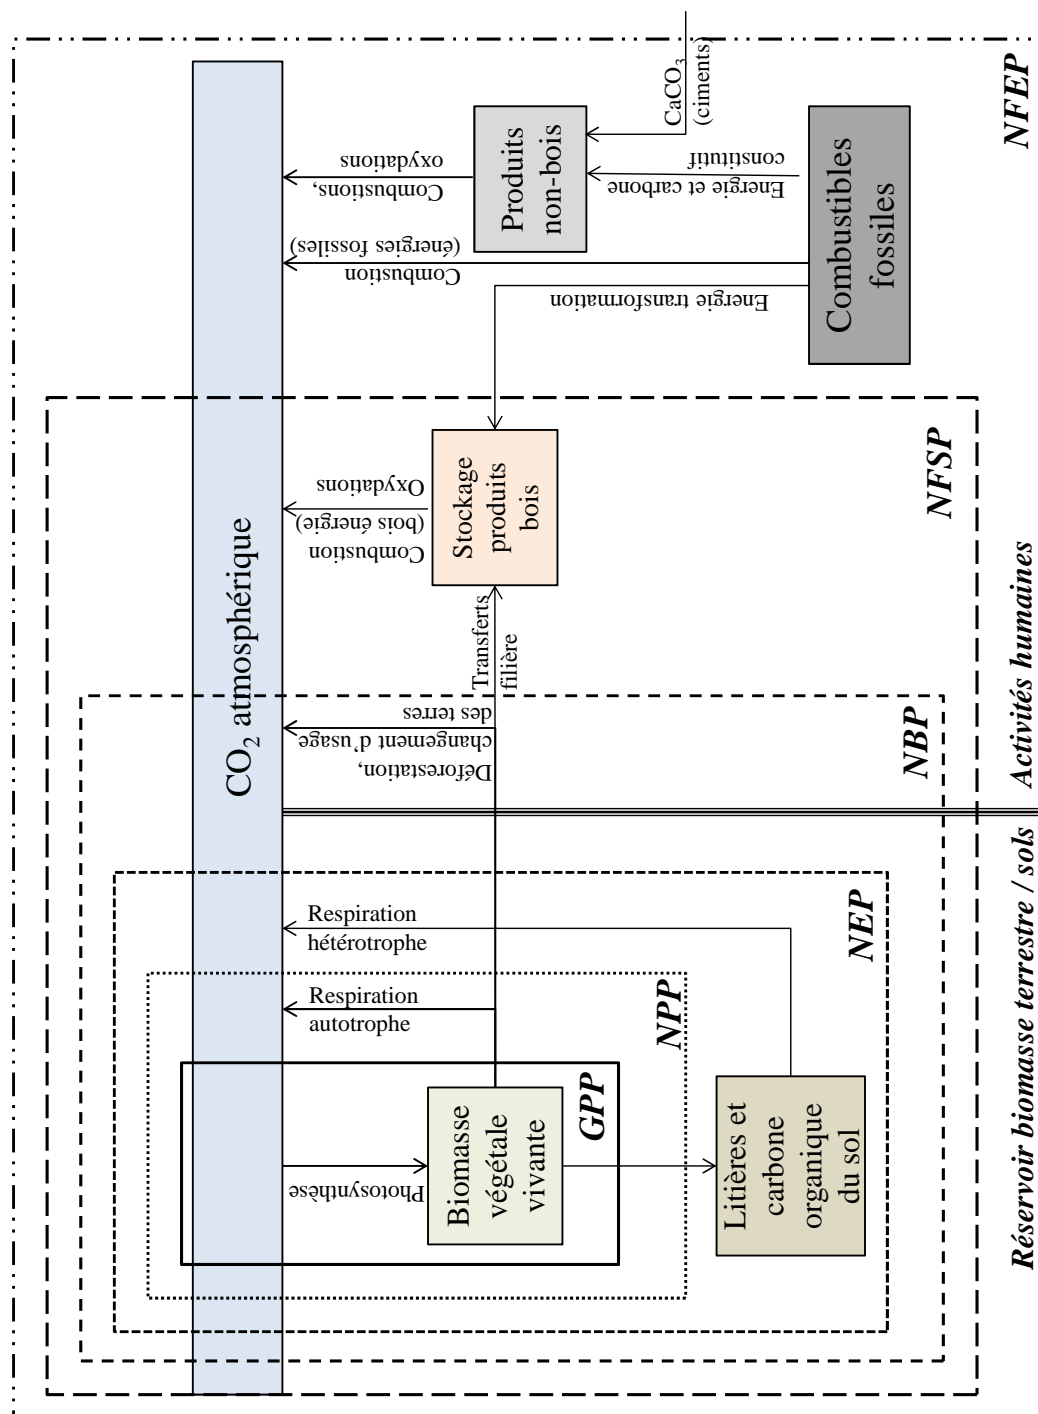 CO2 atmosphérique
Photosynthèse
Biomasse
végétale
vivante
GPP
Respiration
autotrophe
NPP
Litières et
carbone
organique
du sol
Respiration
hétérotrophe
NEP
Déforestation,
changement d'usage
des terres
NBP
Transferts
filière
Stockage
produits
bois
Combustion
(bois énergie)
Oxydations
NFSP
Energie transformation
Combustion
(énergies fossiles)
Combustions,
oxydations
Produits
non-bois
Energie et carbone
constitutif
CaCO3
(ciments)
Combustibles
fossiles
NFEP
Réservoir biomasse terrestre / sols
Activités humaines